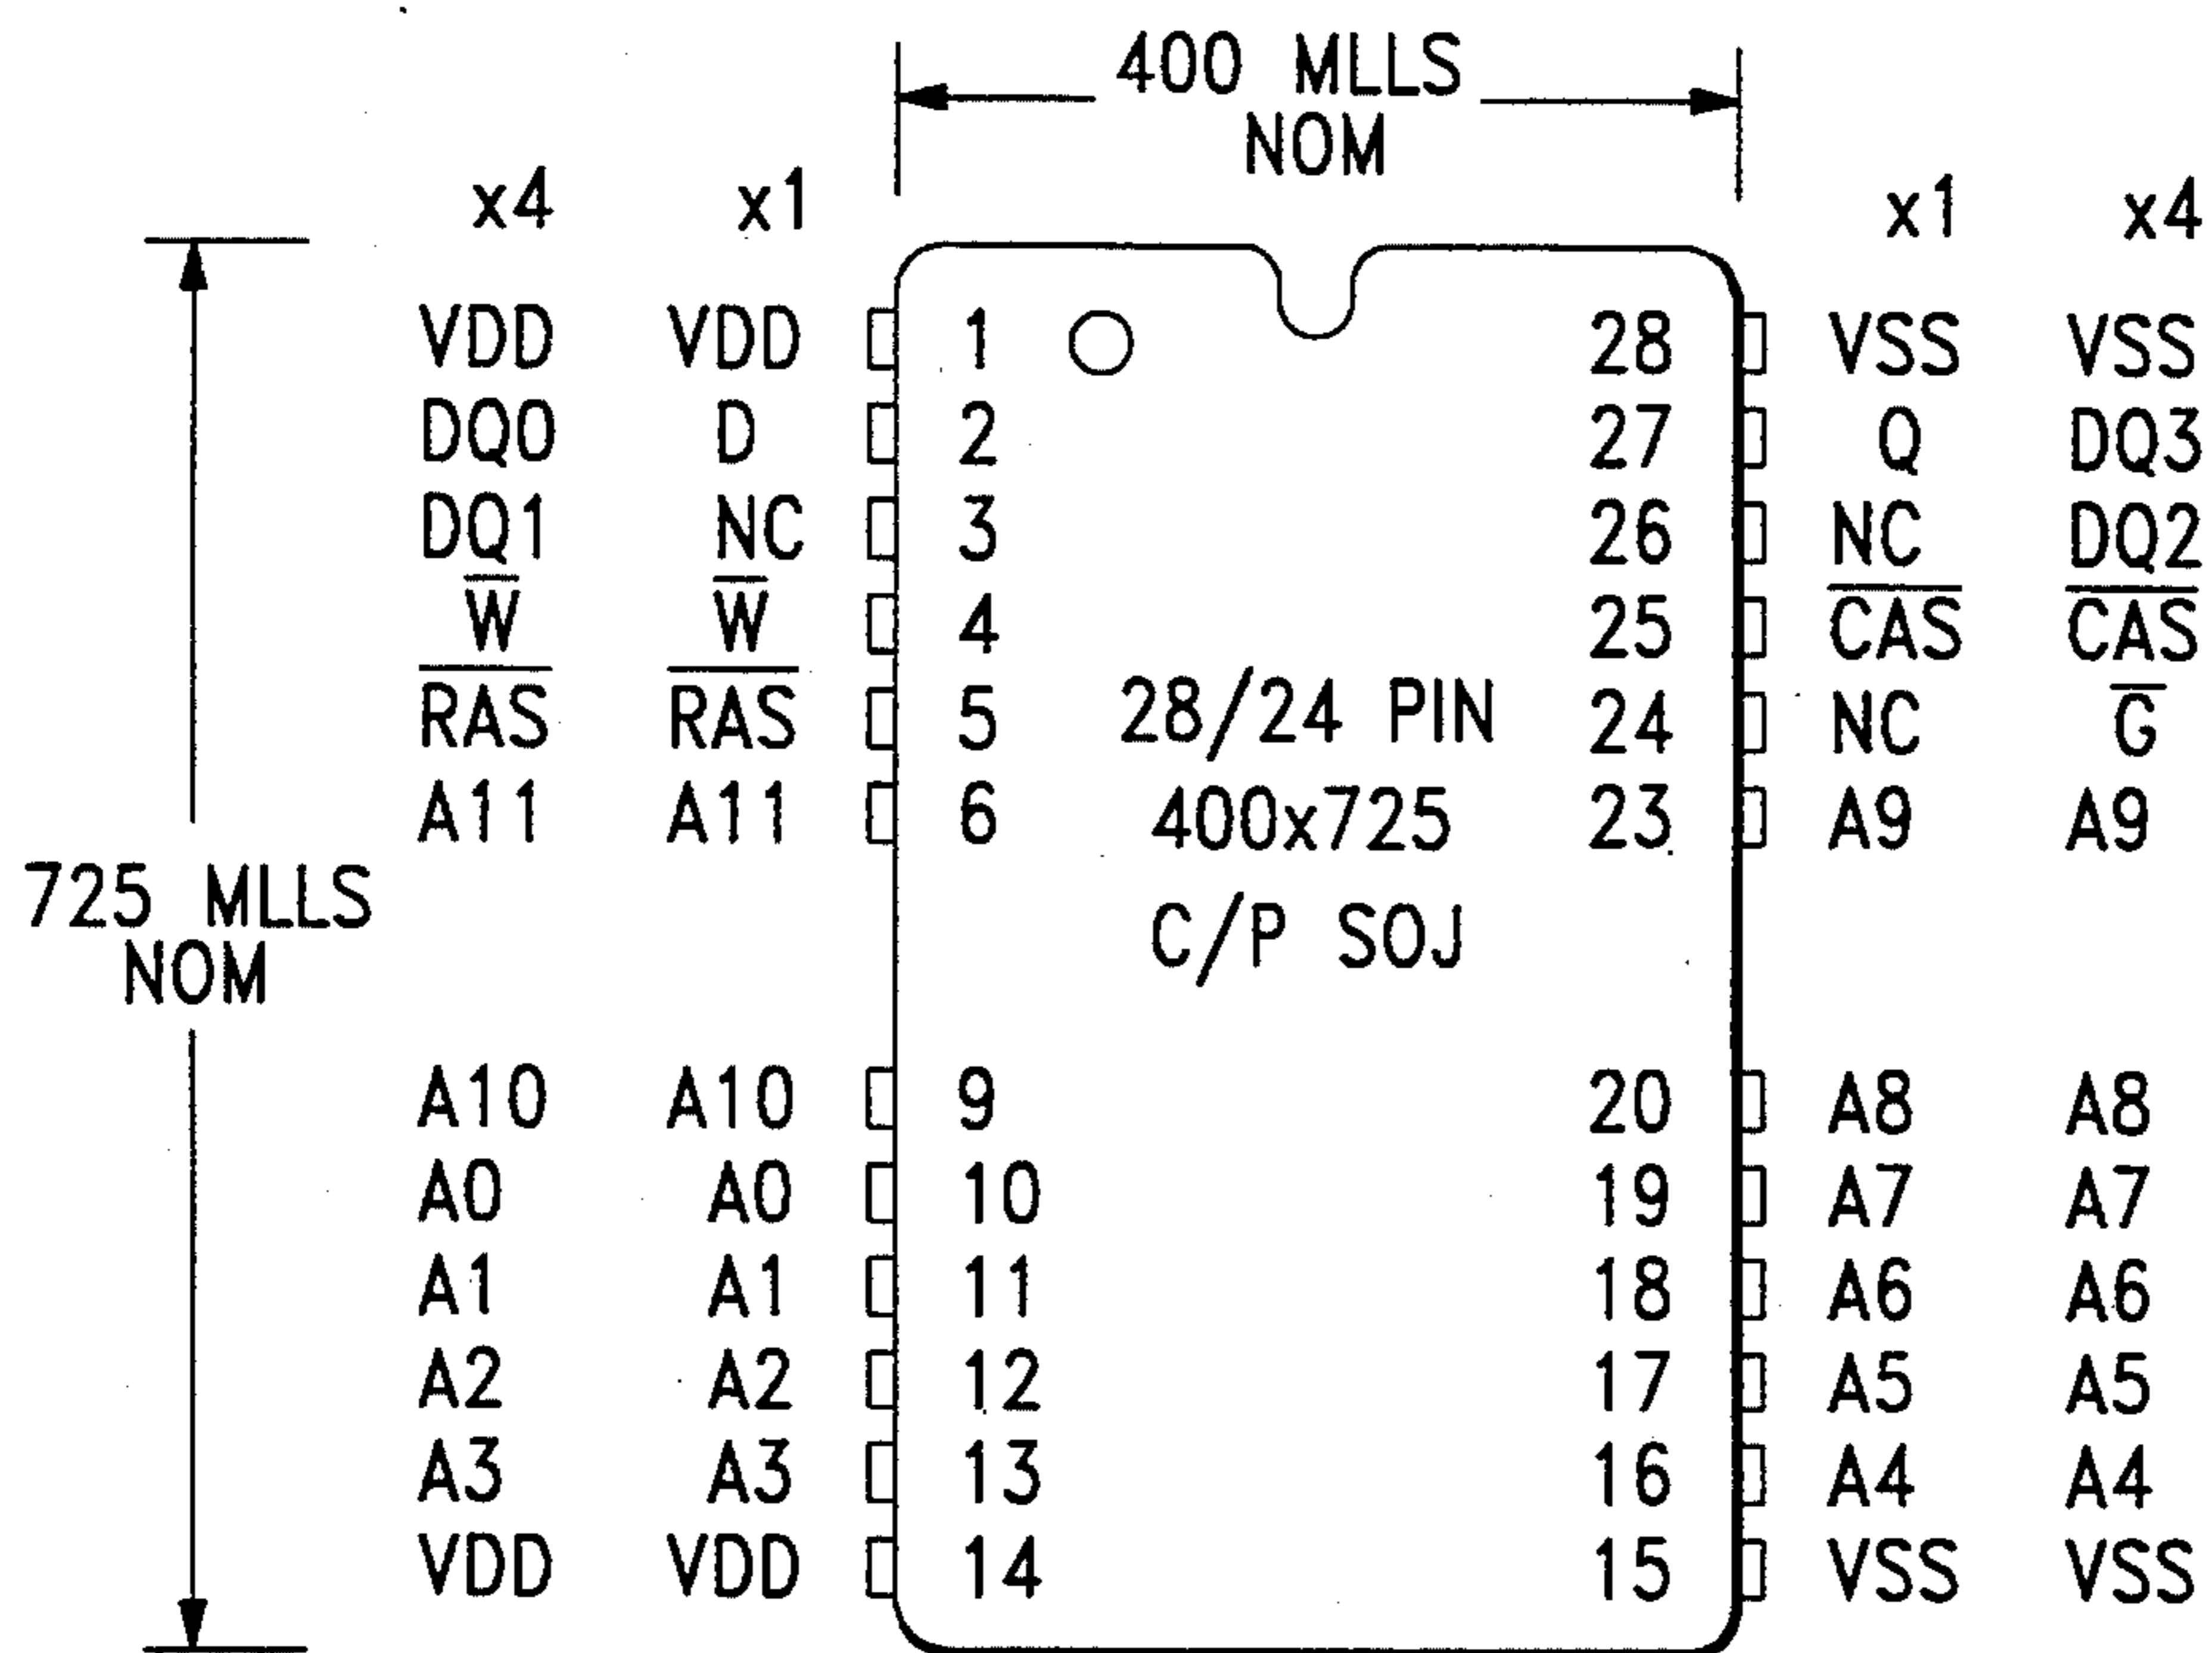 400 MLLS
NOM
x4 x1 x1 x4
VDD VDD 1 28 VSS VSS
DQ0 D 2 27 Q DQ3
DQ1 NC 3 26 NC DQ2
W̅ W̅ 4 25 C̅A̅S̅ C̅A̅S̅
R̅A̅S̅ R̅A̅S̅ 5 28/24 PIN 24 NC G̅
A11 A11 6 400x725 23 A9 A9
725 MLLS
NOM
C/P SOJ
A10 A10 9 20 A8 A8
A0 A0 10 19 A7 A7
A1 A1 11 18 A6 A6
A2 A2 12 17 A5 A5
A3 A3 13 16 A4 A4
VDD VDD 14 15 VSS VSS